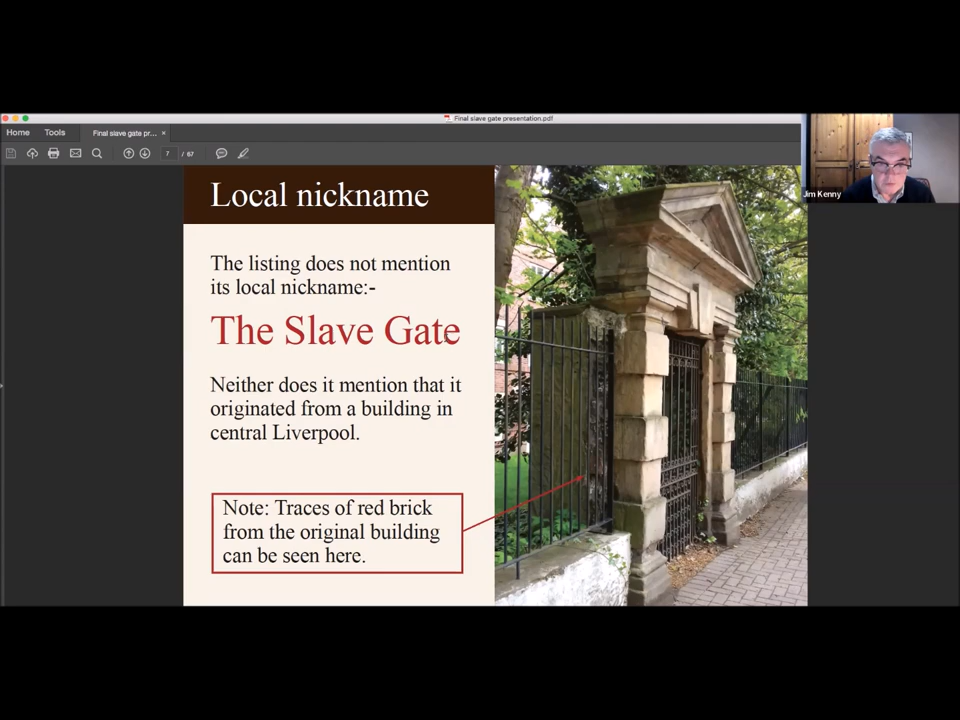 Final slave gate presentation.pdf
Home Tools Final slave gate pr... ×
7 / 67
Jim Kenny
Local nickname
The listing does not mention
its local nickname:-
The Slave Gate
Neither does it mention that it
originated from a building in
central Liverpool.
Note: Traces of red brick
from the original building
can be seen here.